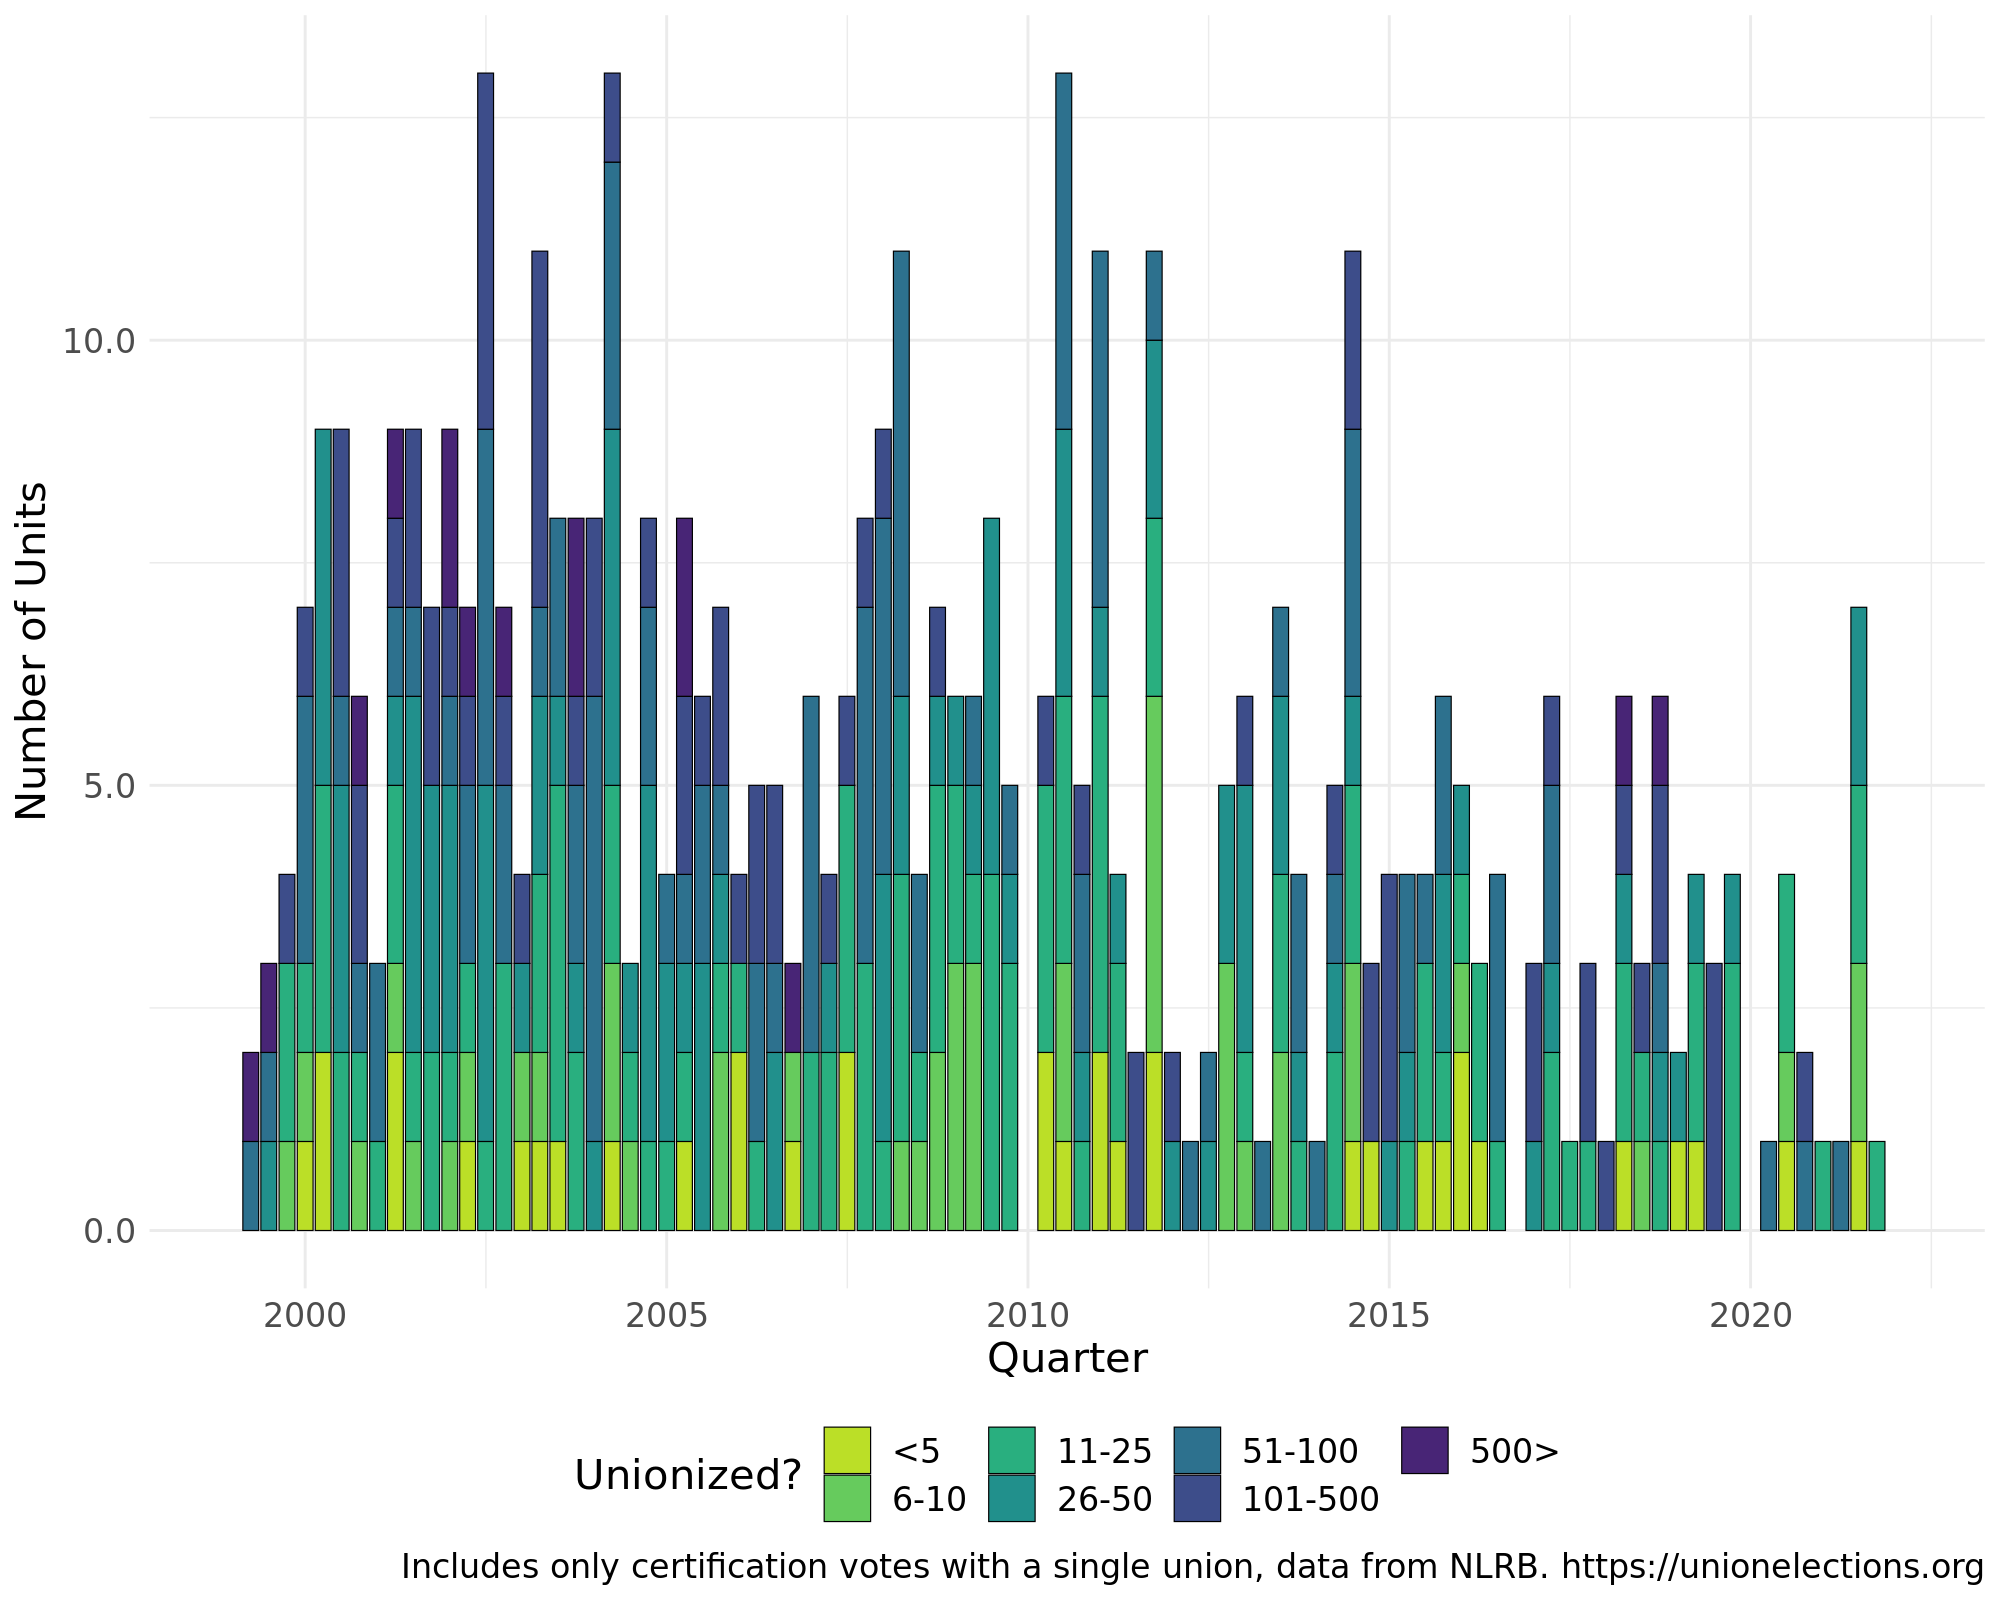 Number of Units
10.0
5.0
0.0
2000 2005 2010 2015 2020
Quarter
Unionized?
<5 11-25 51-100 500>
6-10 26-50 101-500
Includes only certification votes with a single union, data from NLRB. https://unionelections.org